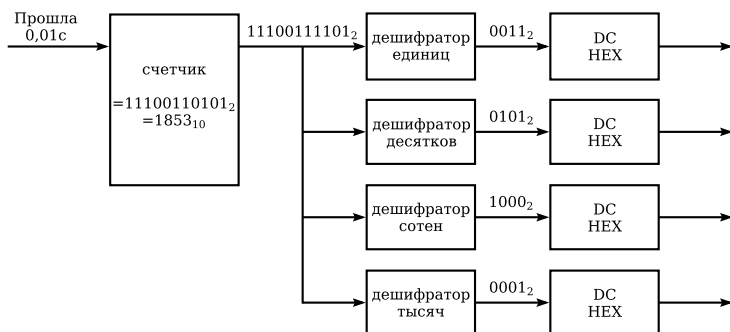 Прошла
0,01с
счетчик
=11100110101₂
=1853₁₀
11100111101₂
дешифратор
единиц
0011₂
DC
HEX
дешифратор
десятков
0101₂
DC
HEX
дешифратор
сотен
1000₂
DC
HEX
дешифратор
тысяч
0001₂
DC
HEX